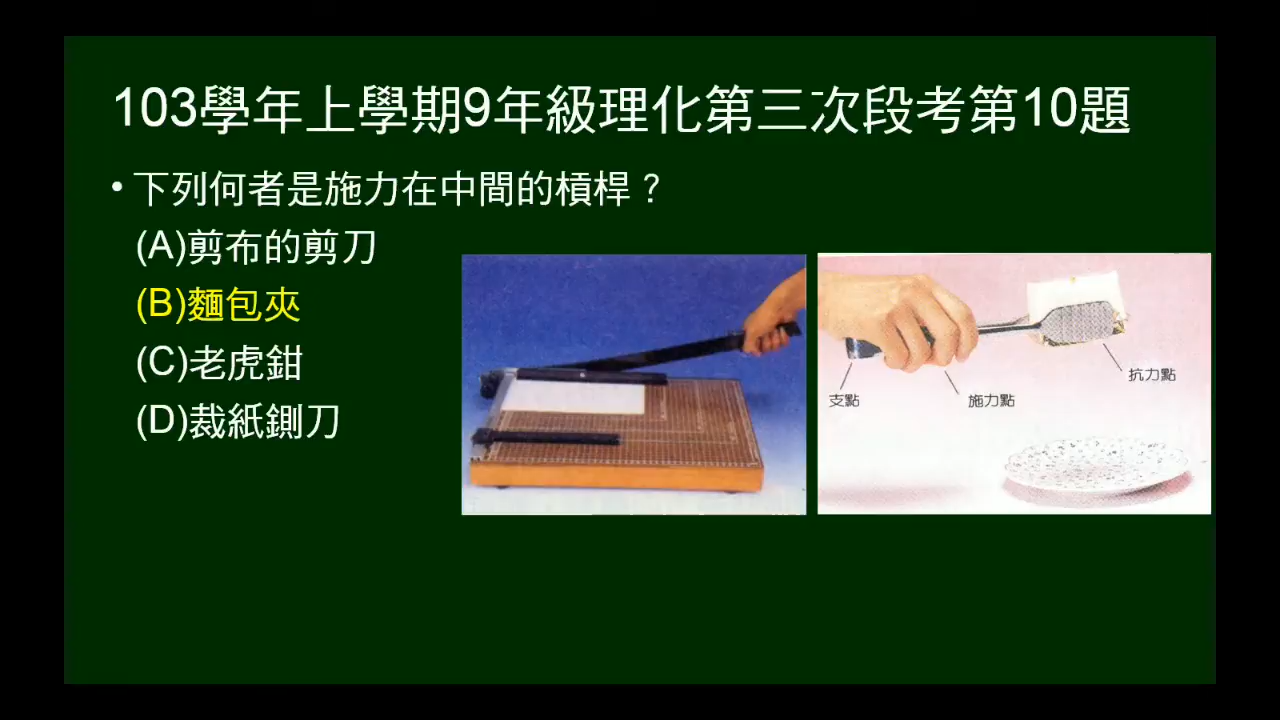 103學年上學期9年級理化第三次段考第10題
• 下列何者是施力在中間的槓桿？
(A)剪布的剪刀
(B)麵包夾
(C)老虎鉗
(D)裁紙鍘刀
抗力點
支點
施力點